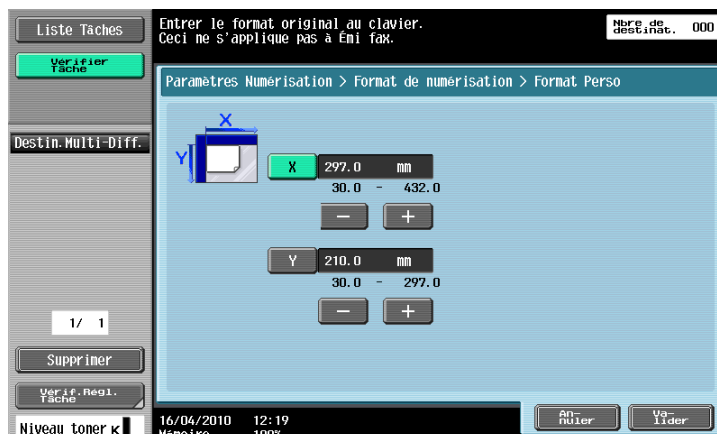 Liste Tâches
Vérifier
Tâche
Destin.Multi-Diff.
1/ 1
Supprimer
Vérif.Régl.
Tâche
Niveau toner K
Entrer le format original au clavier.
Ceci ne s'applique pas à Émi fax.
Nbre de
destinat. 000
Paramètres Numérisation > Format de numérisation > Format Perso
X
Y
X 297.0 mm
30.0 - 432.0
− +
Y 210.0 mm
30.0 - 297.0
− +
16/04/2010 12:19
Mémoire 100%
An-
nuler
Va-
lider